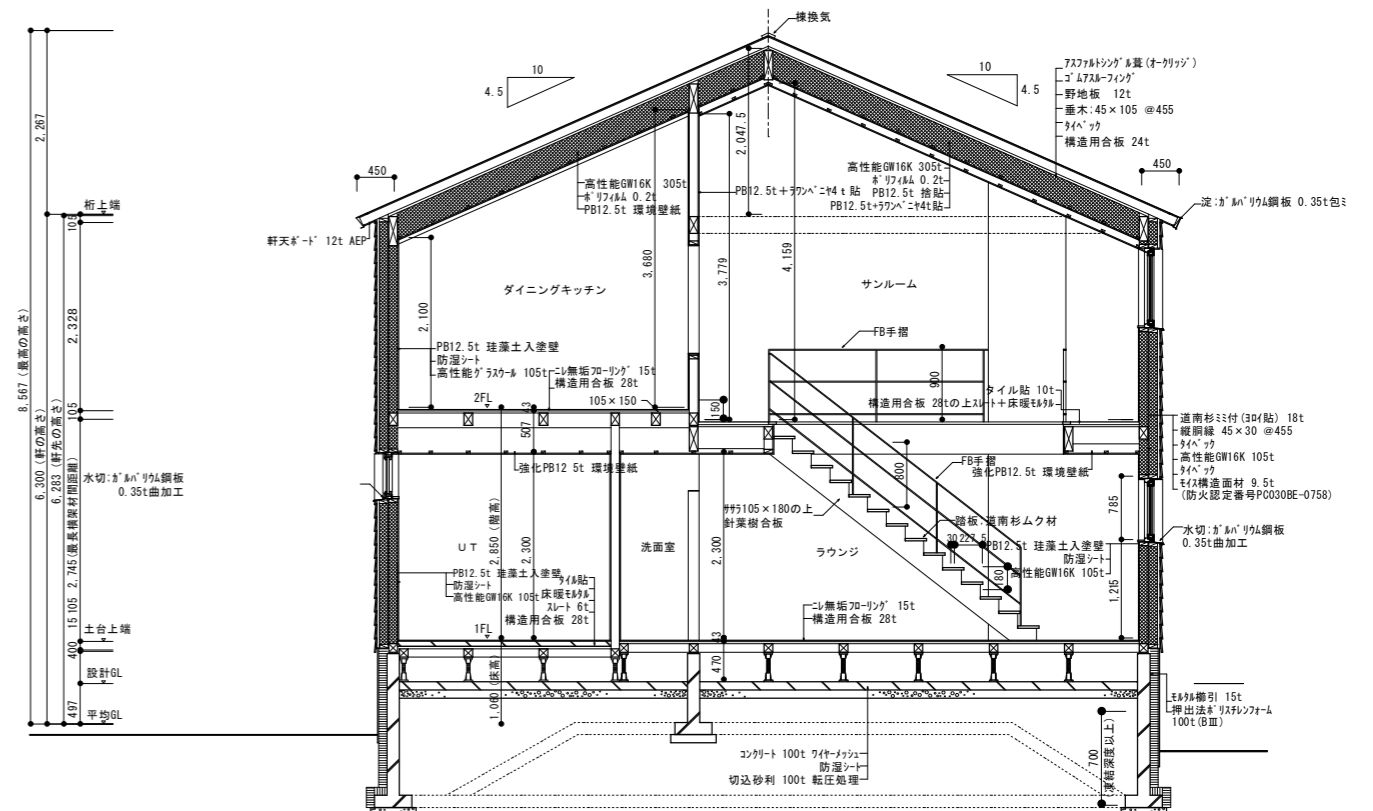 棟換気
10
4.5
10
4.5
アスファルトシングル葺(オークリッジ)
ゴムアスルーフィング
野地板 12t
垂木:45×105 @455
タイベック
構造用合板 24t
2,267
2,047.5
450
450
高性能GW16K 305t
ポリフィルム 0.2t
PB12.5t 環境壁紙
PB12.5t+ラワンベニヤ4t貼
高性能GW16K 305t
ポリフィルム 0.2t
PB12.5t 捨貼
PB12.5t+ラワンベニヤ4t貼
桁上端
105
淀:ガルバリウム鋼板 0.35t包ミ
軒天ボード 12t AEP
3,680
3,779
4,159
ダイニングキッチン
サンルーム
2,100
2,328
FB手摺
PB12.5t 珪藻土入塗壁
防湿シート
高性能グラスウール 105t
ニレ無垢フローリング 15t
構造用合板 28t
900
タイル貼 10t
構造用合板 28tの上スレート+床暖モルタル
2FL
43
105×150
150
105
507
8,567 (最高の高さ)
6,300 (軒の高さ)
6,283 (軒先の高さ)
2,745(最長横架材間距離)
水切:ガルバリウム鋼板
0.35t曲加工
強化PB12 5t 環境壁紙
800
FB手摺
強化PB12.5t 環境壁紙
道南杉ミミ付(ヨロイ貼) 18t
縦胴縁 45×30 @455
タイベック
高性能GW16K 105t
タイベック
モイス構造面材 9.5t
(防火認定番号PC030BE-0758)
785
ササラ105×180の上
針葉樹合板
踏板:道南杉ムク材
水切:ガルバリウム鋼板
0.35t曲加工
UT
2,850 (階高)
2,300
洗面室
2,300
ラウンジ
30
227.5
180
PB12.5t 珪藻土入塗壁
防湿シート
高性能GW16K 105t
1,215
PB12.5t 珪藻土入塗壁
防湿シート
高性能GW16K 105t
タイル貼
床暖モルタル
スレート 6t
構造用合板 28t
ニレ無垢フローリング 15t
構造用合板 28t
15
105
土台上端
1FL
43
400
470
設計GL
1,060 (床高)
497
平均GL
モルタル櫛引 15t
押出法ポリスチレンフォーム
100t(BⅢ)
コンクリート 100t ワイヤーメッシュ
防湿シート
切込砂利 100t 転圧処理
700
(凍結深度以上)